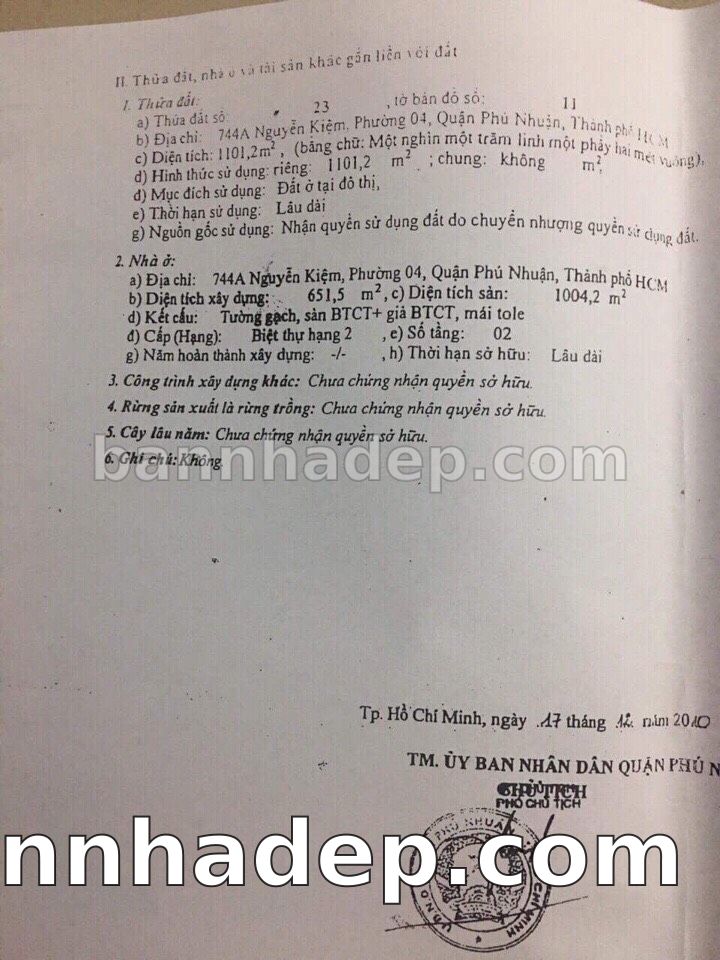 II. Thửa đất, nhà ở và tài sản khác gắn liền với đất
1. Thửa đất:
a) Thửa đất số: 23 , tờ bản đồ số: 11
b) Địa chỉ: 744A Nguyễn Kiệm, Phường 04, Quận Phú Nhuận, Thành phố HCM
c) Diện tích: 1101,2m², (bằng chữ: Một nghìn một trăm linh một phẩy hai mét vuông),
d) Hình thức sử dụng: riêng: 1101,2 m² ; chung: không m²,
đ) Mục đích sử dụng: Đất ở tại đô thị,
e) Thời hạn sử dụng: Lâu dài
g) Nguồn gốc sử dụng: Nhận quyền sử dụng đất do chuyển nhượng quyền sử dụng đất.
2. Nhà ở:
a) Địa chỉ: 744A Nguyễn Kiệm, Phường 04, Quận Phú Nhuận, Thành phố HCM
b) Diện tích xây dựng: 651,5 m², c) Diện tích sàn: 1004,2 m²
d) Kết cấu: Tường gạch, sàn BTCT+ giả BTCT, mái tole
đ) Cấp (Hạng): Biệt thự hạng 2 , e) Số tầng: 02
g) Năm hoàn thành xây dựng: -/- , h) Thời hạn sở hữu: Lâu dài
3. Công trình xây dựng khác: Chưa chứng nhận quyền sở hữu.
4. Rừng sản xuất là rừng trồng: Chưa chứng nhận quyền sở hữu.
5. Cây lâu năm: Chưa chứng nhận quyền sở hữu.
6. Ghi chú: Không.
bannhadep.com
Tp. Hồ Chí Minh, ngày 17 tháng 12 năm 2010
TM. ỦY BAN NHÂN DÂN QUẬN PHÚ N
CHỦ TỊCH
PHÓ CHỦ TỊCH
nnhadep.com
U.B.N.D PHÚ NHUẬN CHÍ MINH